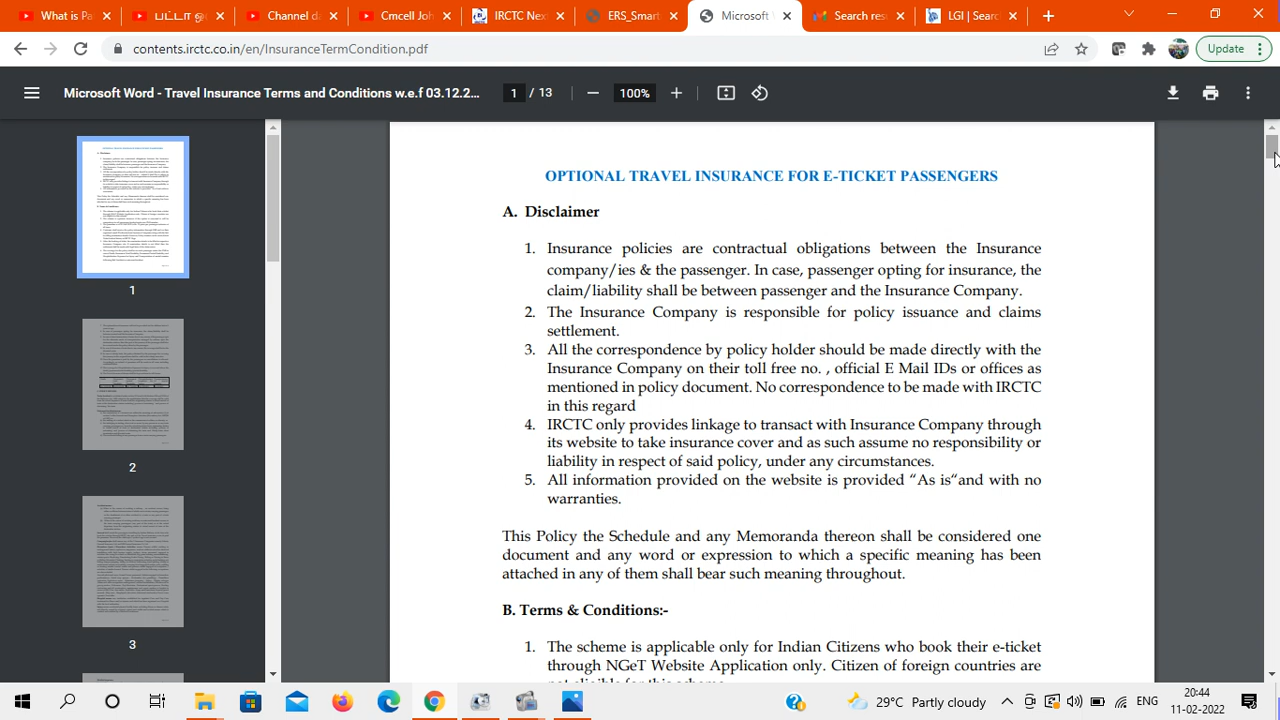 What is Pa
பட்டா ஒ
Channel da
Cmcell Joh
IRCTC Nex
ERS_Smart
Microsoft
Search res
LGI | Searc
contents.irctc.co.in/en/InsuranceTermCondition.pdf
Update
Microsoft Word - Travel Insurance Terms and Conditions w.e.f 03.12.2...
1 / 13
100%
OPTIONAL TRAVEL INSURANCE FOR E-TICKET PASSENGERS
A. Disclaimer
1. Insurance policies are contractual obligations between the Insurance
company/ies & the passenger. In case, passenger opting for insurance, the
claim/liability shall be between passenger and the Insurance Company.
2. The Insurance Company is responsible for policy issuance and claims
settlement.
3. All the correspondence by policy holder should be made directly with the
Insurance Company on their toll free no. , official E Mail IDs or offices as
mentioned in policy document. No correspondence to be made with IRCTC
in this regard
4. IRCTC only provides linkage to transact with Insurance Company through
its website to take insurance cover and as such assume no responsibility or
liability in respect of said policy, under any circumstances.
5. All information provided on the website is provided “As is“and with no
warranties.
This Policy the Schedule and any Memoranda thereon shall be considered one
document and any word or expression to which a specific meaning has been
attached in any of them shall bear such meaning throughout.
B. Terms & Conditions:-
1. The scheme is applicable only for Indian Citizens who book their e-ticket
through NGeT Website Application only. Citizen of foreign countries are
not eligible for this scheme
1
2
3
29°C Partly cloudy
ENG
20:44
11-02-2022